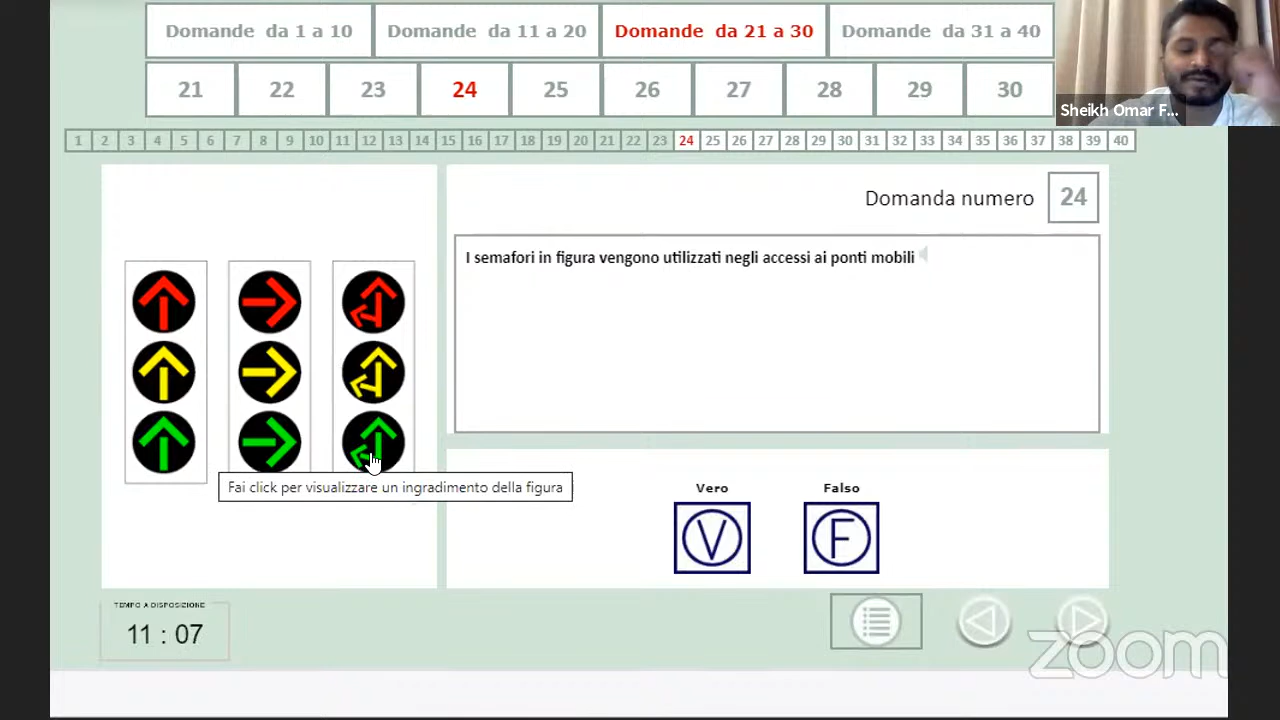 Domande da 1 a 10
Domande da 11 a 20
Domande da 21 a 30
Domande da 31 a 40
21 22 23 24 25 26 27 28 29 30
Sheikh Omar F...
1 2 3 4 5 6 7 8 9 10 11 12 13 14 15 16 17 18 19 20 21 22 23 24 25 26 27 28 29 30 31 32 33 34 35 36 37 38 39 40
Domanda numero 24
I semafori in figura vengono utilizzati negli accessi ai ponti mobili
Fai click per visualizzare un ingradimento della figura
Vero Falso
V F
TEMPO A DISPOSIZIONE
11 : 07
zoom